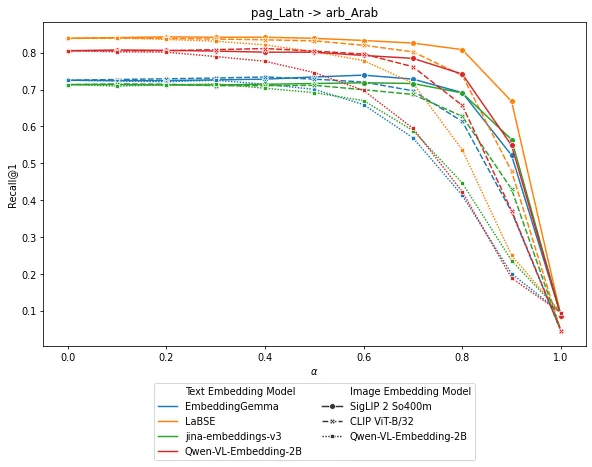 pag_Latn -> arb_Arab
Recall@1
0.8
0.7
0.6
0.5
0.4
0.3
0.2
0.1
0.0 0.2 0.4 0.6 0.8 1.0
α
Text Embedding Model Image Embedding Model
EmbeddingGemma SigLIP 2 So400m
LaBSE CLIP ViT-B/32
jina-embeddings-v3 Qwen-VL-Embedding-2B
Qwen-VL-Embedding-2B